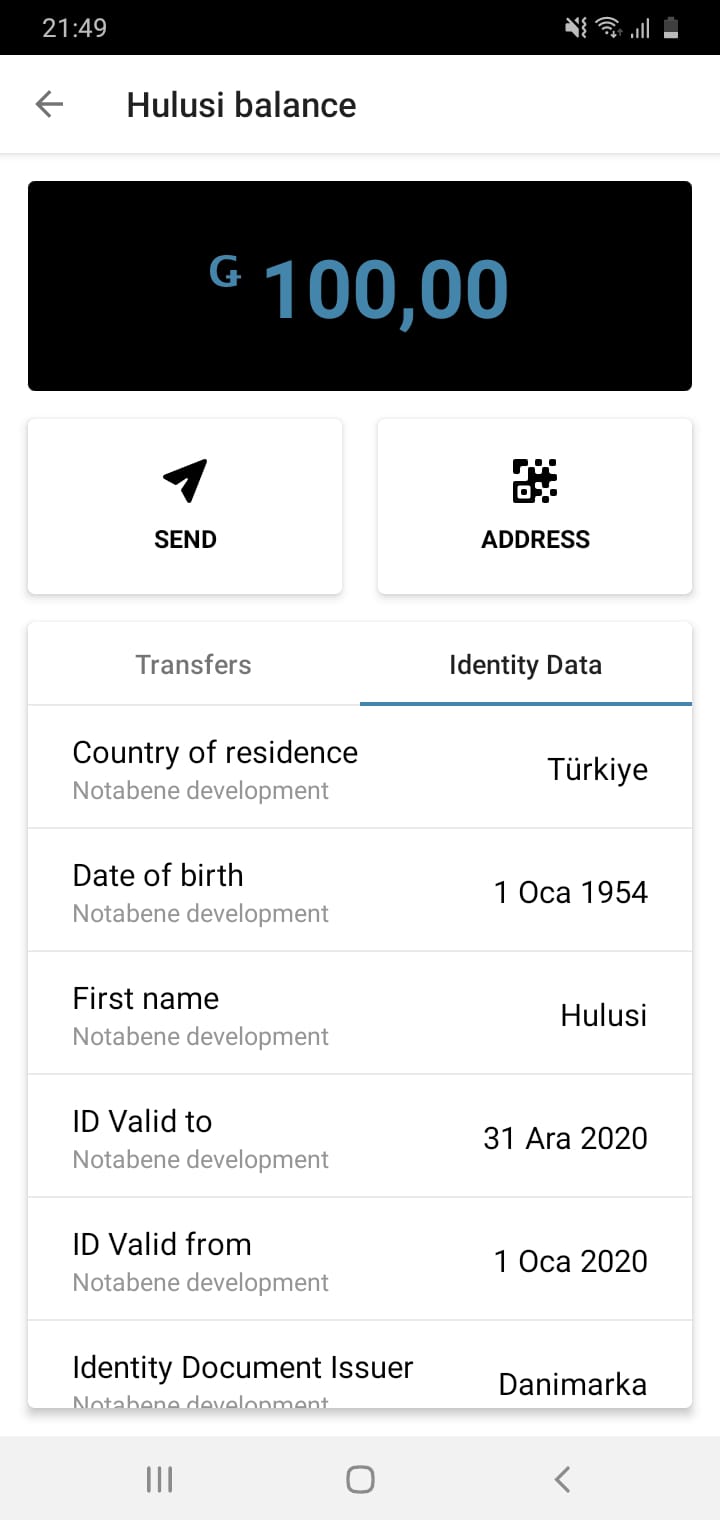 21:49
Hulusi balance
100,00
SEND
ADDRESS
Transfers
Identity Data
Country of residence
Notabene development
Türkiye
Date of birth
Notabene development
1 Oca 1954
First name
Notabene development
Hulusi
ID Valid to
Notabene development
31 Ara 2020
ID Valid from
Notabene development
1 Oca 2020
Identity Document Issuer
Notabene development
Danimarka